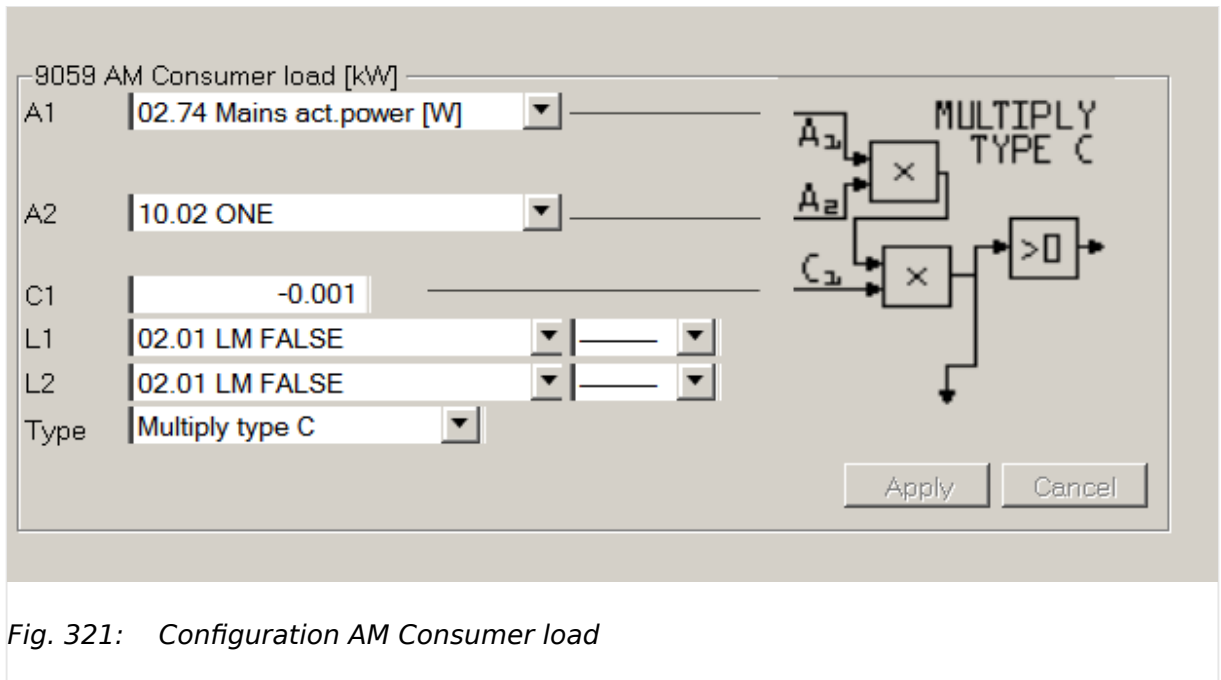 9059 AM Consumer load [kW]
A1 02.74 Mains act.power [W]
A2 10.02 ONE
C1 -0.001
L1 02.01 LM FALSE
L2 02.01 LM FALSE
Type Multiply type C
MULTIPLY
TYPE C
A1
×
A2
>0
C1
×
Apply Cancel
Fig. 321: Configuration AM Consumer load